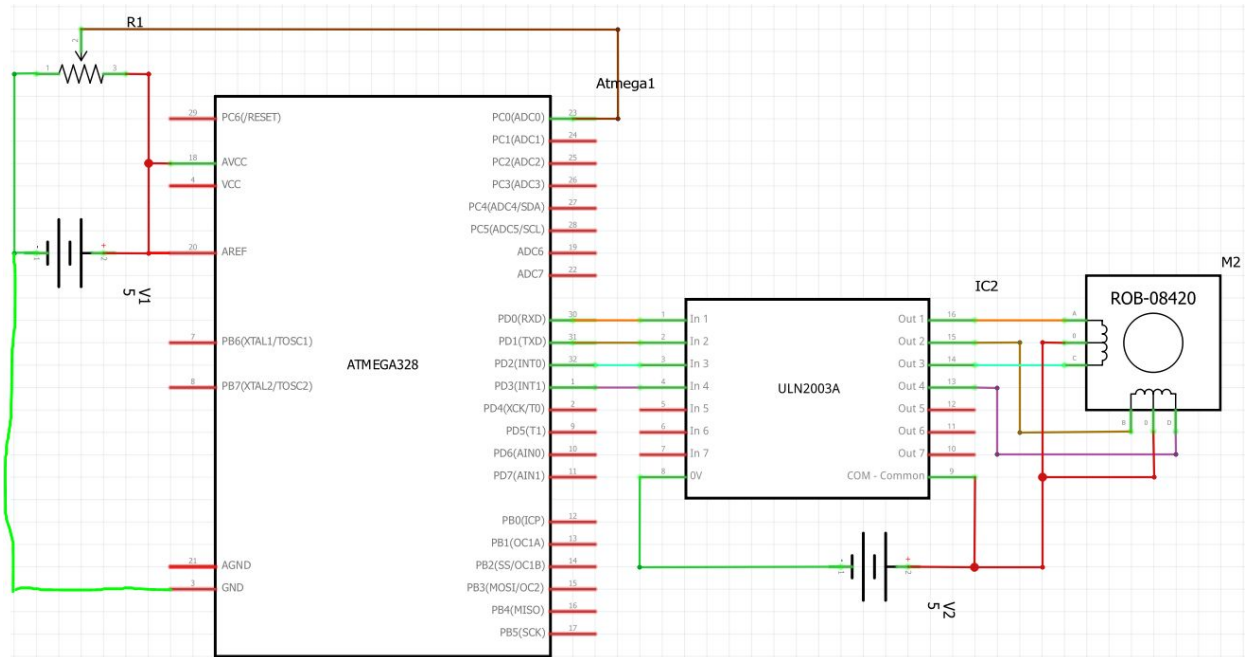 R1
2
1
3
Atmega1
29 PC6(/RESET)
PC0(ADC0) 23
PC1(ADC1) 24
18 AVCC
PC2(ADC2) 25
4 VCC
PC3(ADC3) 26
PC4(ADC4/SDA) 27
PC5(ADC5/SCL) 28
- 1
+ 2
20 AREF
ADC6 19
ADC7 22
V1
5
7 PB6(XTAL1/TOSC1)
8 PB7(XTAL2/TOSC2)
ATMEGA328
PD0(RXD) 30
PD1(TXD) 31
PD2(INT0) 32
PD3(INT1) 1
PD4(XCK/T0) 2
PD5(T1) 9
PD6(AIN0) 10
PD7(AIN1) 11
PB0(ICP) 12
PB1(OC1A) 13
21 AGND
PB2(SS/OC1B) 14
3 GND
PB3(MOSI/OC2) 15
PB4(MISO) 16
PB5(SCK) 17
IC2
1 In 1
Out 1 16
2 In 2
Out 2 15
3 In 3
Out 3 14
4 In 4
Out 4 13
ULN2003A
5 In 5
Out 5 12
6 In 6
Out 6 11
7 In 7
Out 7 10
8 0V
COM - Common 9
M2
ROB-08420
A
C
D
- 1
+ 2
V2
5